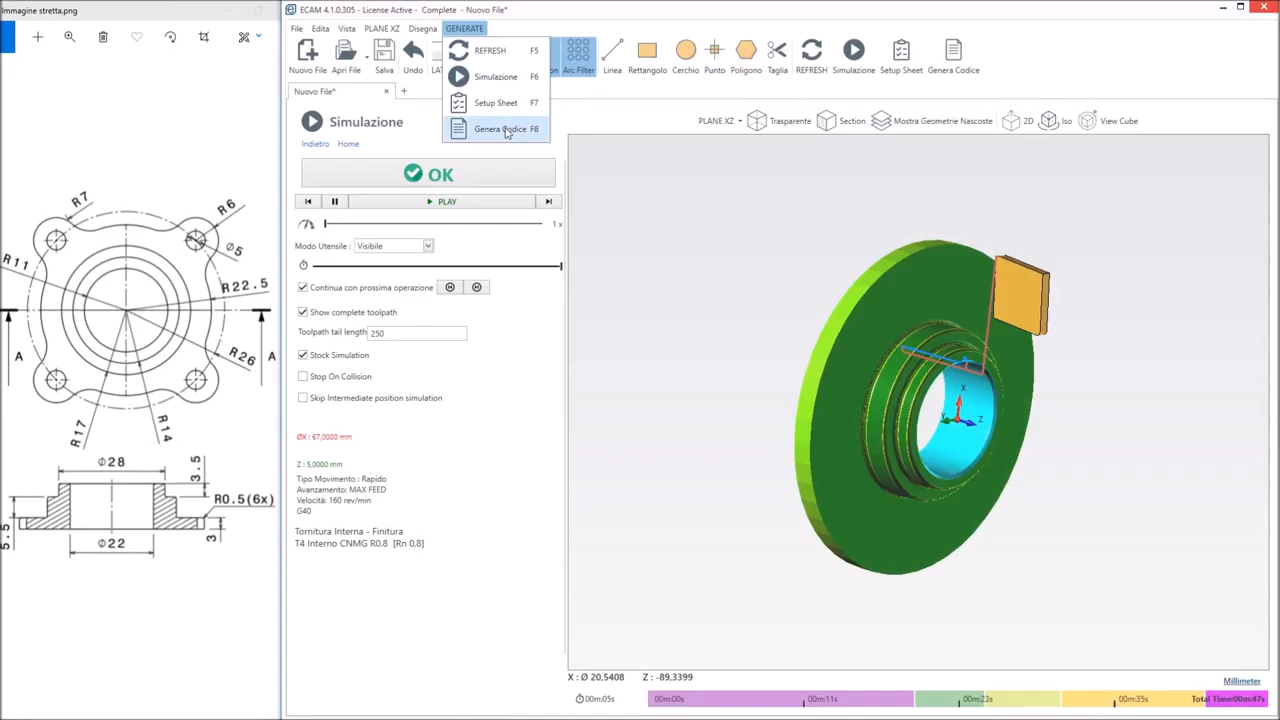 Immagine stretta.png
R7
R6
Ø5
R11
R22.5
A
A
R26
R17
R14
Ø28
3.5
R0.5(6x)
5.5
3
Ø22
ECAM 4.1.0.305 - License Active - Complete - Nuovo File*
File Edita Vista PLANE XZ Disegna GENERATE
REFRESH F5
Simulazione F6
Setup Sheet F7
Genera Codice F8
Nuovo File Apri File Salva Undo Arc Filter Linea Rettangolo Cerchio Punto Poligono Taglia REFRESH Simulazione Setup Sheet Genera Codice
Nuovo File*
PLANE XZ Trasparente Section Mostra Geometrie Nascoste 2D Iso View Cube
Simulazione
Indietro Home
OK
PLAY
1 x
Modo Utensile : Visibile
Continua con prossima operazione
Show complete toolpath
Toolpath tail length 250
Stock Simulation
Stop On Collision
Skip Intermediate position simulation
ØX : 67,0000 mm
Z : 5,0000 mm
Tipo Movimento : Rapido
Avanzamento: MAX FEED
Velocità: 160 rev/min
G40
Tornitura Interna - Finitura
T4 Interno CNMG R0.8 [Rn 0,8]
X
Y
Z
X : Ø 20,5408 Z : -89,3399
Millimeter
00m:05s 00m:00s 00m:11s 00m:23s 00m:35s Total Time:00m:47s